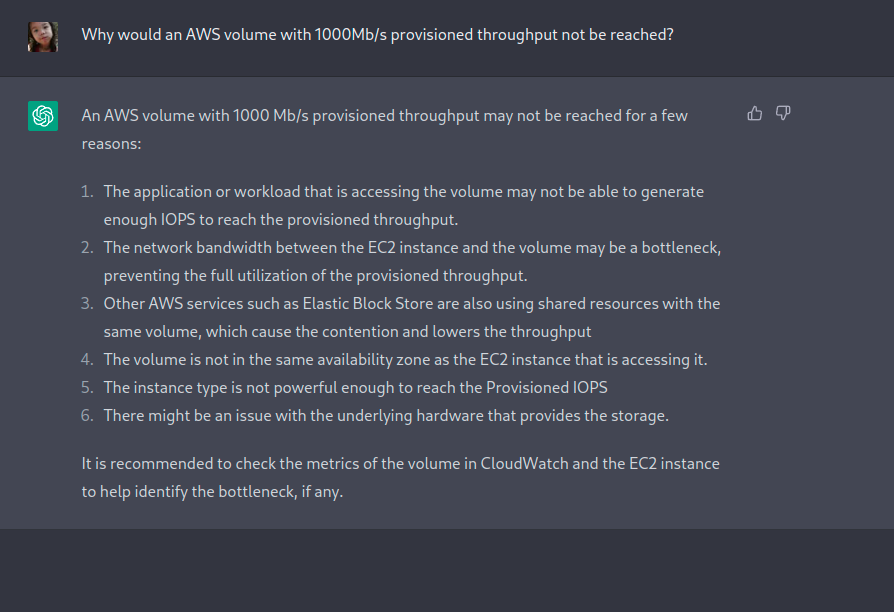 Why would an AWS volume with 1000Mb/s provisioned throughput not be reached?
An AWS volume with 1000 Mb/s provisioned throughput may not be reached for a few
reasons:
1. The application or workload that is accessing the volume may not be able to generate
enough IOPS to reach the provisioned throughput.
2. The network bandwidth between the EC2 instance and the volume may be a bottleneck,
preventing the full utilization of the provisioned throughput.
3. Other AWS services such as Elastic Block Store are also using shared resources with the
same volume, which cause the contention and lowers the throughput
4. The volume is not in the same availability zone as the EC2 instance that is accessing it.
5. The instance type is not powerful enough to reach the Provisioned IOPS
6. There might be an issue with the underlying hardware that provides the storage.
It is recommended to check the metrics of the volume in CloudWatch and the EC2 instance
to help identify the bottleneck, if any.